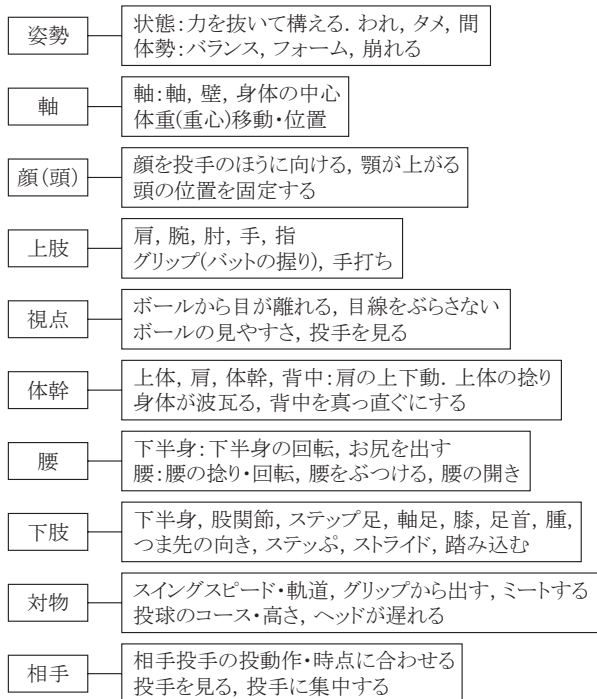 姿勢
状態：力を抜いて構える．われ，タメ，間
体勢：バランス，フォーム，崩れる
軸
軸：軸，壁，身体の中心
体重(重心)移動・位置
顔(頭)
顔を投手のほうに向ける，顎が上がる
頭の位置を固定する
上肢
肩，腕，肘，手，指
グリップ(バットの握り)，手打ち
視点
ボールから目が離れる，目線をぶらさない
ボールの見やすさ，投手を見る
体幹
上体，肩，体幹，背中：肩の上下動．上体の捻り
身体が波瓦る，背中を真っ直ぐにする
腰
下半身：下半身の回転，お尻を出す
腰：腰の捻り・回転，腰をぶつける，腰の開き
下肢
下半身，股関節，ステップ足，軸足，膝，足首，腫，
つま先の向き，ステッぷ，ストライド，踏み込む
対物
スイングスピード・軌道，グリップから出す，ミートする
投球のコース・高さ，ヘッドが遅れる
相手
相手投手の投動作・時点に合わせる
投手を見る，投手に集中する